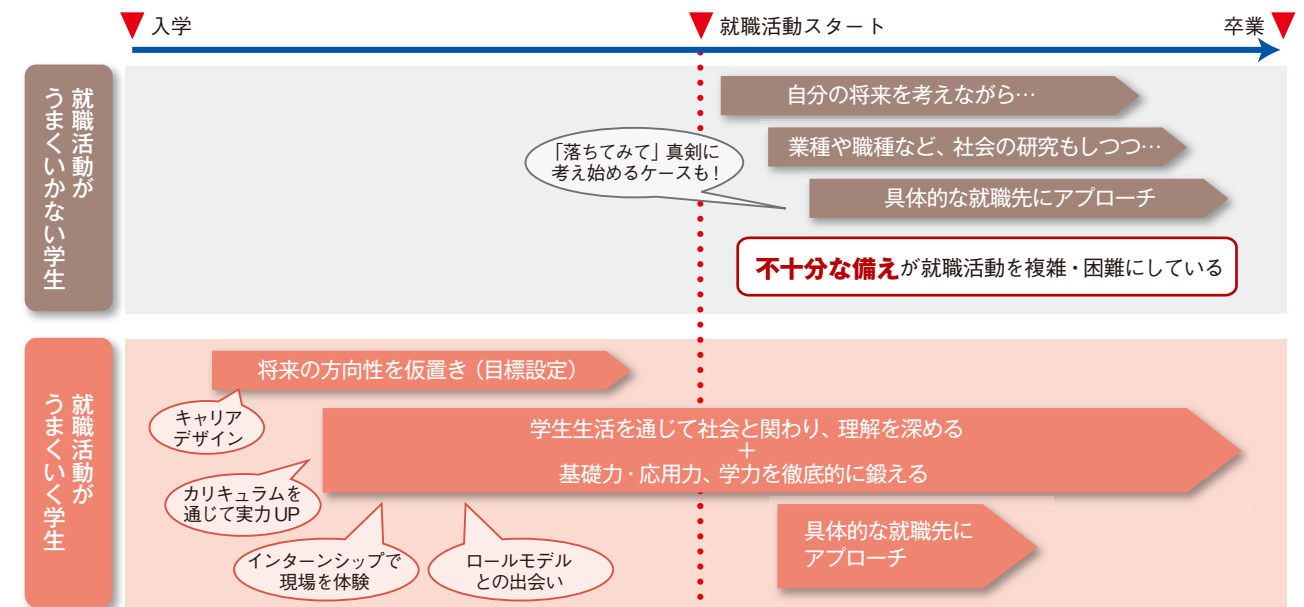 入学
就職活動スタート
卒業
就職活動が
うまくいかない学生
自分の将来を考えながら…
業種や職種など、社会の研究もしつつ…
「落ちてみて」真剣に
考え始めるケースも！
具体的な就職先にアプローチ
不十分な備えが就職活動を複雑・困難にしている
就職活動が
うまくいく学生
将来の方向性を仮置き（目標設定）
キャリア
デザイン
学生生活を通じて社会と関わり、理解を深める
＋
基礎力・応用力、学力を徹底的に鍛える
カリキュラムを
通じて実力UP
インターンシップで
現場を体験
ロールモデル
との出会い
具体的な就職先に
アプローチ